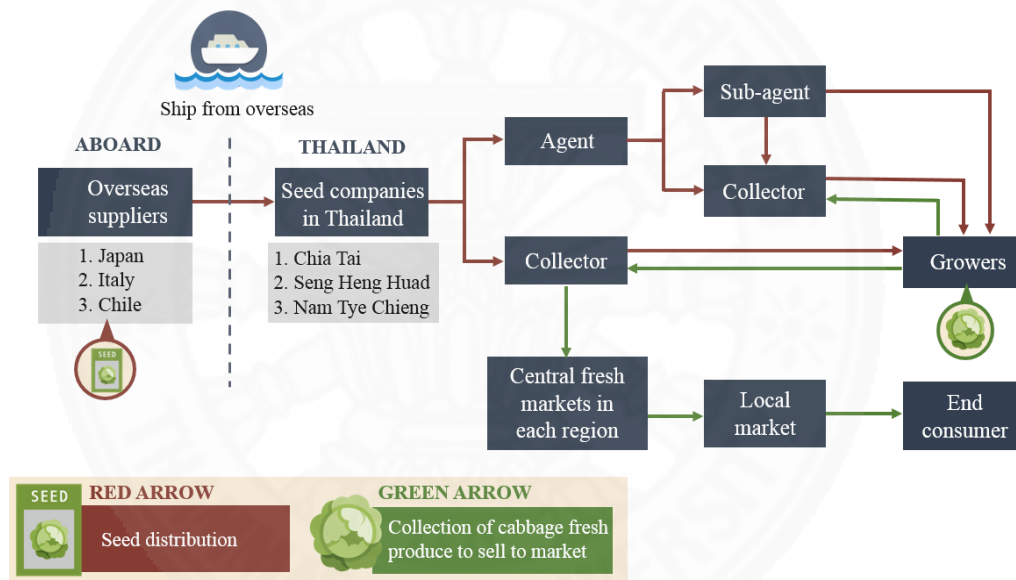 Ship from overseas
ABOARD
THAILAND
Overseas
suppliers
1. Japan
2. Italy
3. Chile
SEED
Seed companies
in Thailand
1. Chia Tai
2. Seng Heng Huad
3. Nam Tye Chieng
Agent
Sub-agent
Collector
Collector
Growers
Central fresh
markets in
each region
Local
market
End
consumer
SEED
RED ARROW
Seed distribution
GREEN ARROW
Collection of cabbage fresh
produce to sell to market